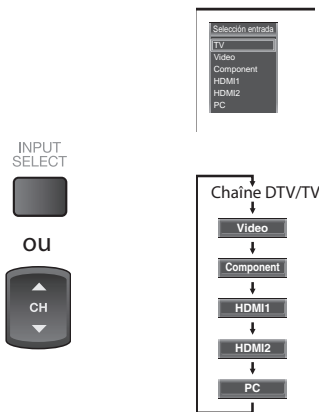 Selección entrada
TV
Video
Component
HDMI1
HDMI2
PC
INPUT
SELECT
ou
CH
Chaîne DTV/TV
Video
Component
HDMI1
HDMI2
PC